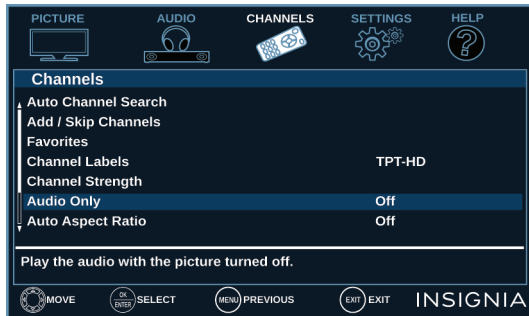 PICTURE AUDIO CHANNELS SETTINGS HELP
Channels
Auto Channel Search
Add / Skip Channels
Favorites
Channel Labels TPT-HD
Channel Strength
Audio Only Off
Auto Aspect Ratio Off
Play the audio with the picture turned off.
MOVE OK ENTER SELECT MENU PREVIOUS EXIT EXIT INSIGNIA